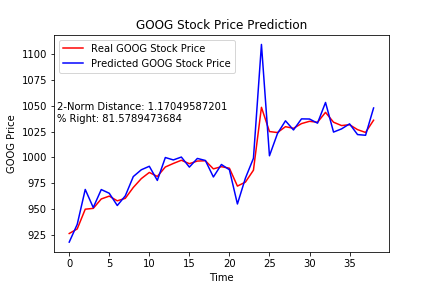 GOOG Stock Price Prediction
Real GOOG Stock Price
Predicted GOOG Stock Price
2-Norm Distance: 1.17049587201
% Right: 81.5789473684
GOOG Price
1100
1075
1050
1025
1000
975
950
925
0 5 10 15 20 25 30 35
Time